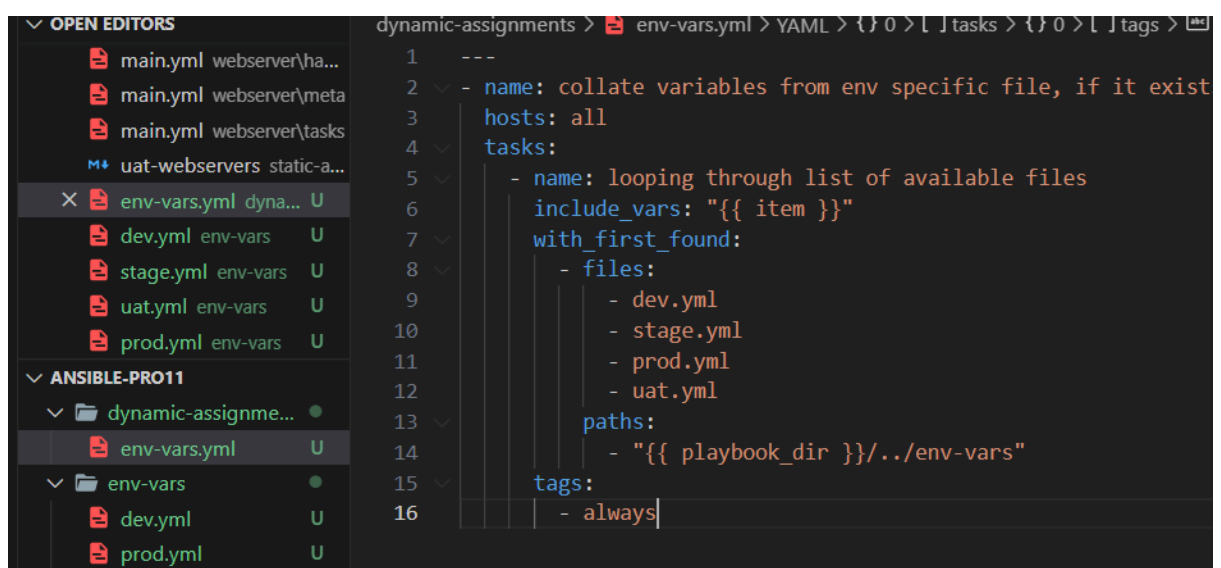 OPEN EDITORS
main.yml webserver\ha...
main.yml webserver\meta
main.yml webserver\tasks
uat-webservers static-a...
env-vars.yml dyna... U
dev.yml env-vars U
stage.yml env-vars U
uat.yml env-vars U
prod.yml env-vars U
ANSIBLE-PRO11
dynamic-assignme...
env-vars.yml U
env-vars
dev.yml U
prod.yml U
dynamic-assignments > env-vars.yml > YAML > {} 0 > [ ] tasks > {} 0 > [ ] tags > abc
1 ---
2 - name: collate variables from env specific file, if it exist
3 hosts: all
4 tasks:
5 - name: looping through list of available files
6 include_vars: "{{ item }}"
7 with_first_found:
8 - files:
9 - dev.yml
10 - stage.yml
11 - prod.yml
12 - uat.yml
13 paths:
14 - "{{ playbook_dir }}/../env-vars"
15 tags:
16 - always